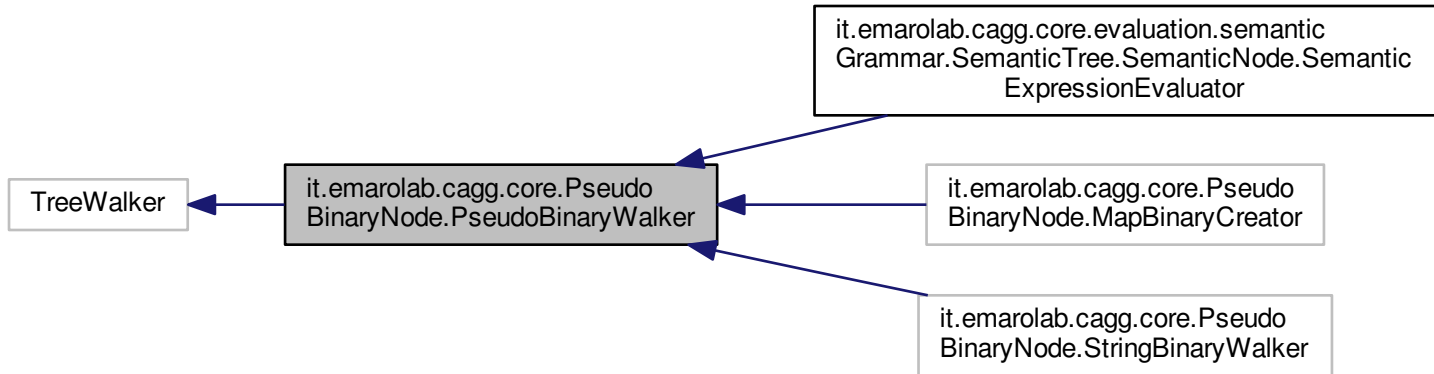 it.emarolab.cagg.core.evaluation.semantic
Grammar.SemanticTree.SemanticNode.Semantic
ExpressionEvaluator
TreeWalker
it.emarolab.cagg.core.Pseudo
BinaryNode.PseudoBinaryWalker
it.emarolab.cagg.core.Pseudo
BinaryNode.MapBinaryCreator
it.emarolab.cagg.core.Pseudo
BinaryNode.StringBinaryWalker